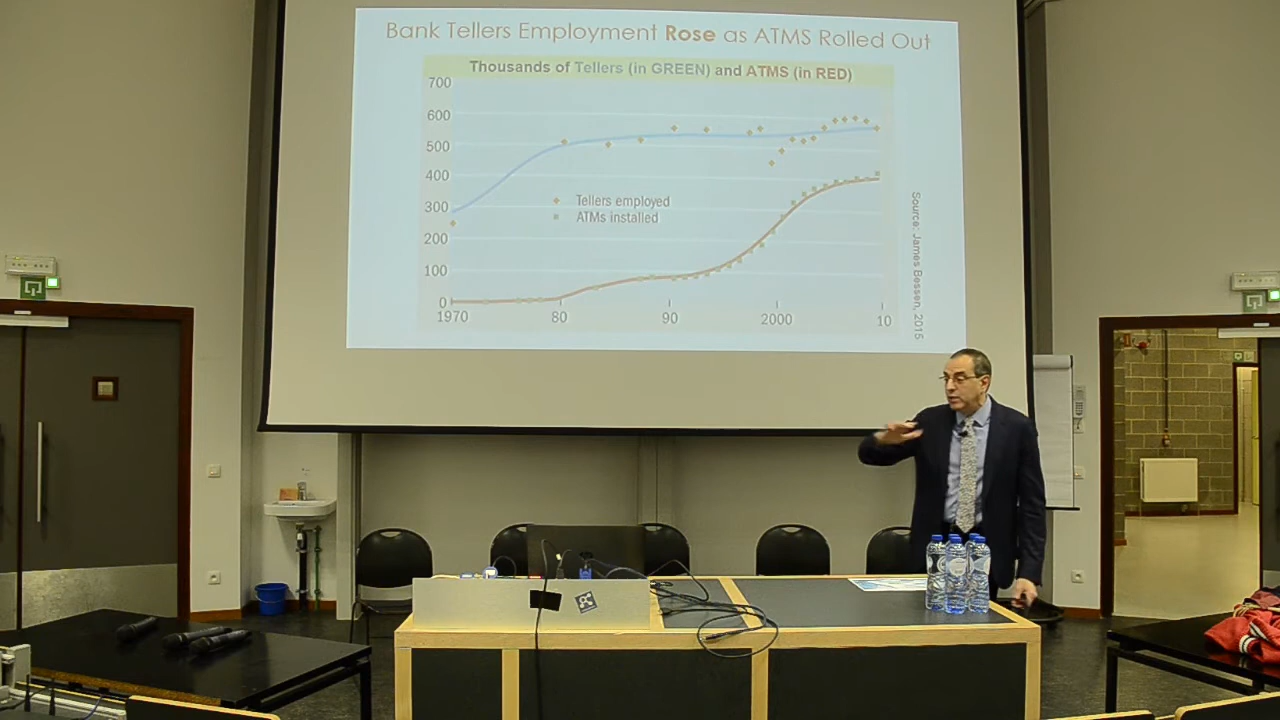 Bank Tellers Employment Rose as ATMS Rolled Out
Thousands of Tellers (in GREEN) and ATMS (in RED)
700
600
500
400
300
200
100
0
Tellers employed
ATMs installed
1970
80
90
2000
10
Source: James Bessen, 2015